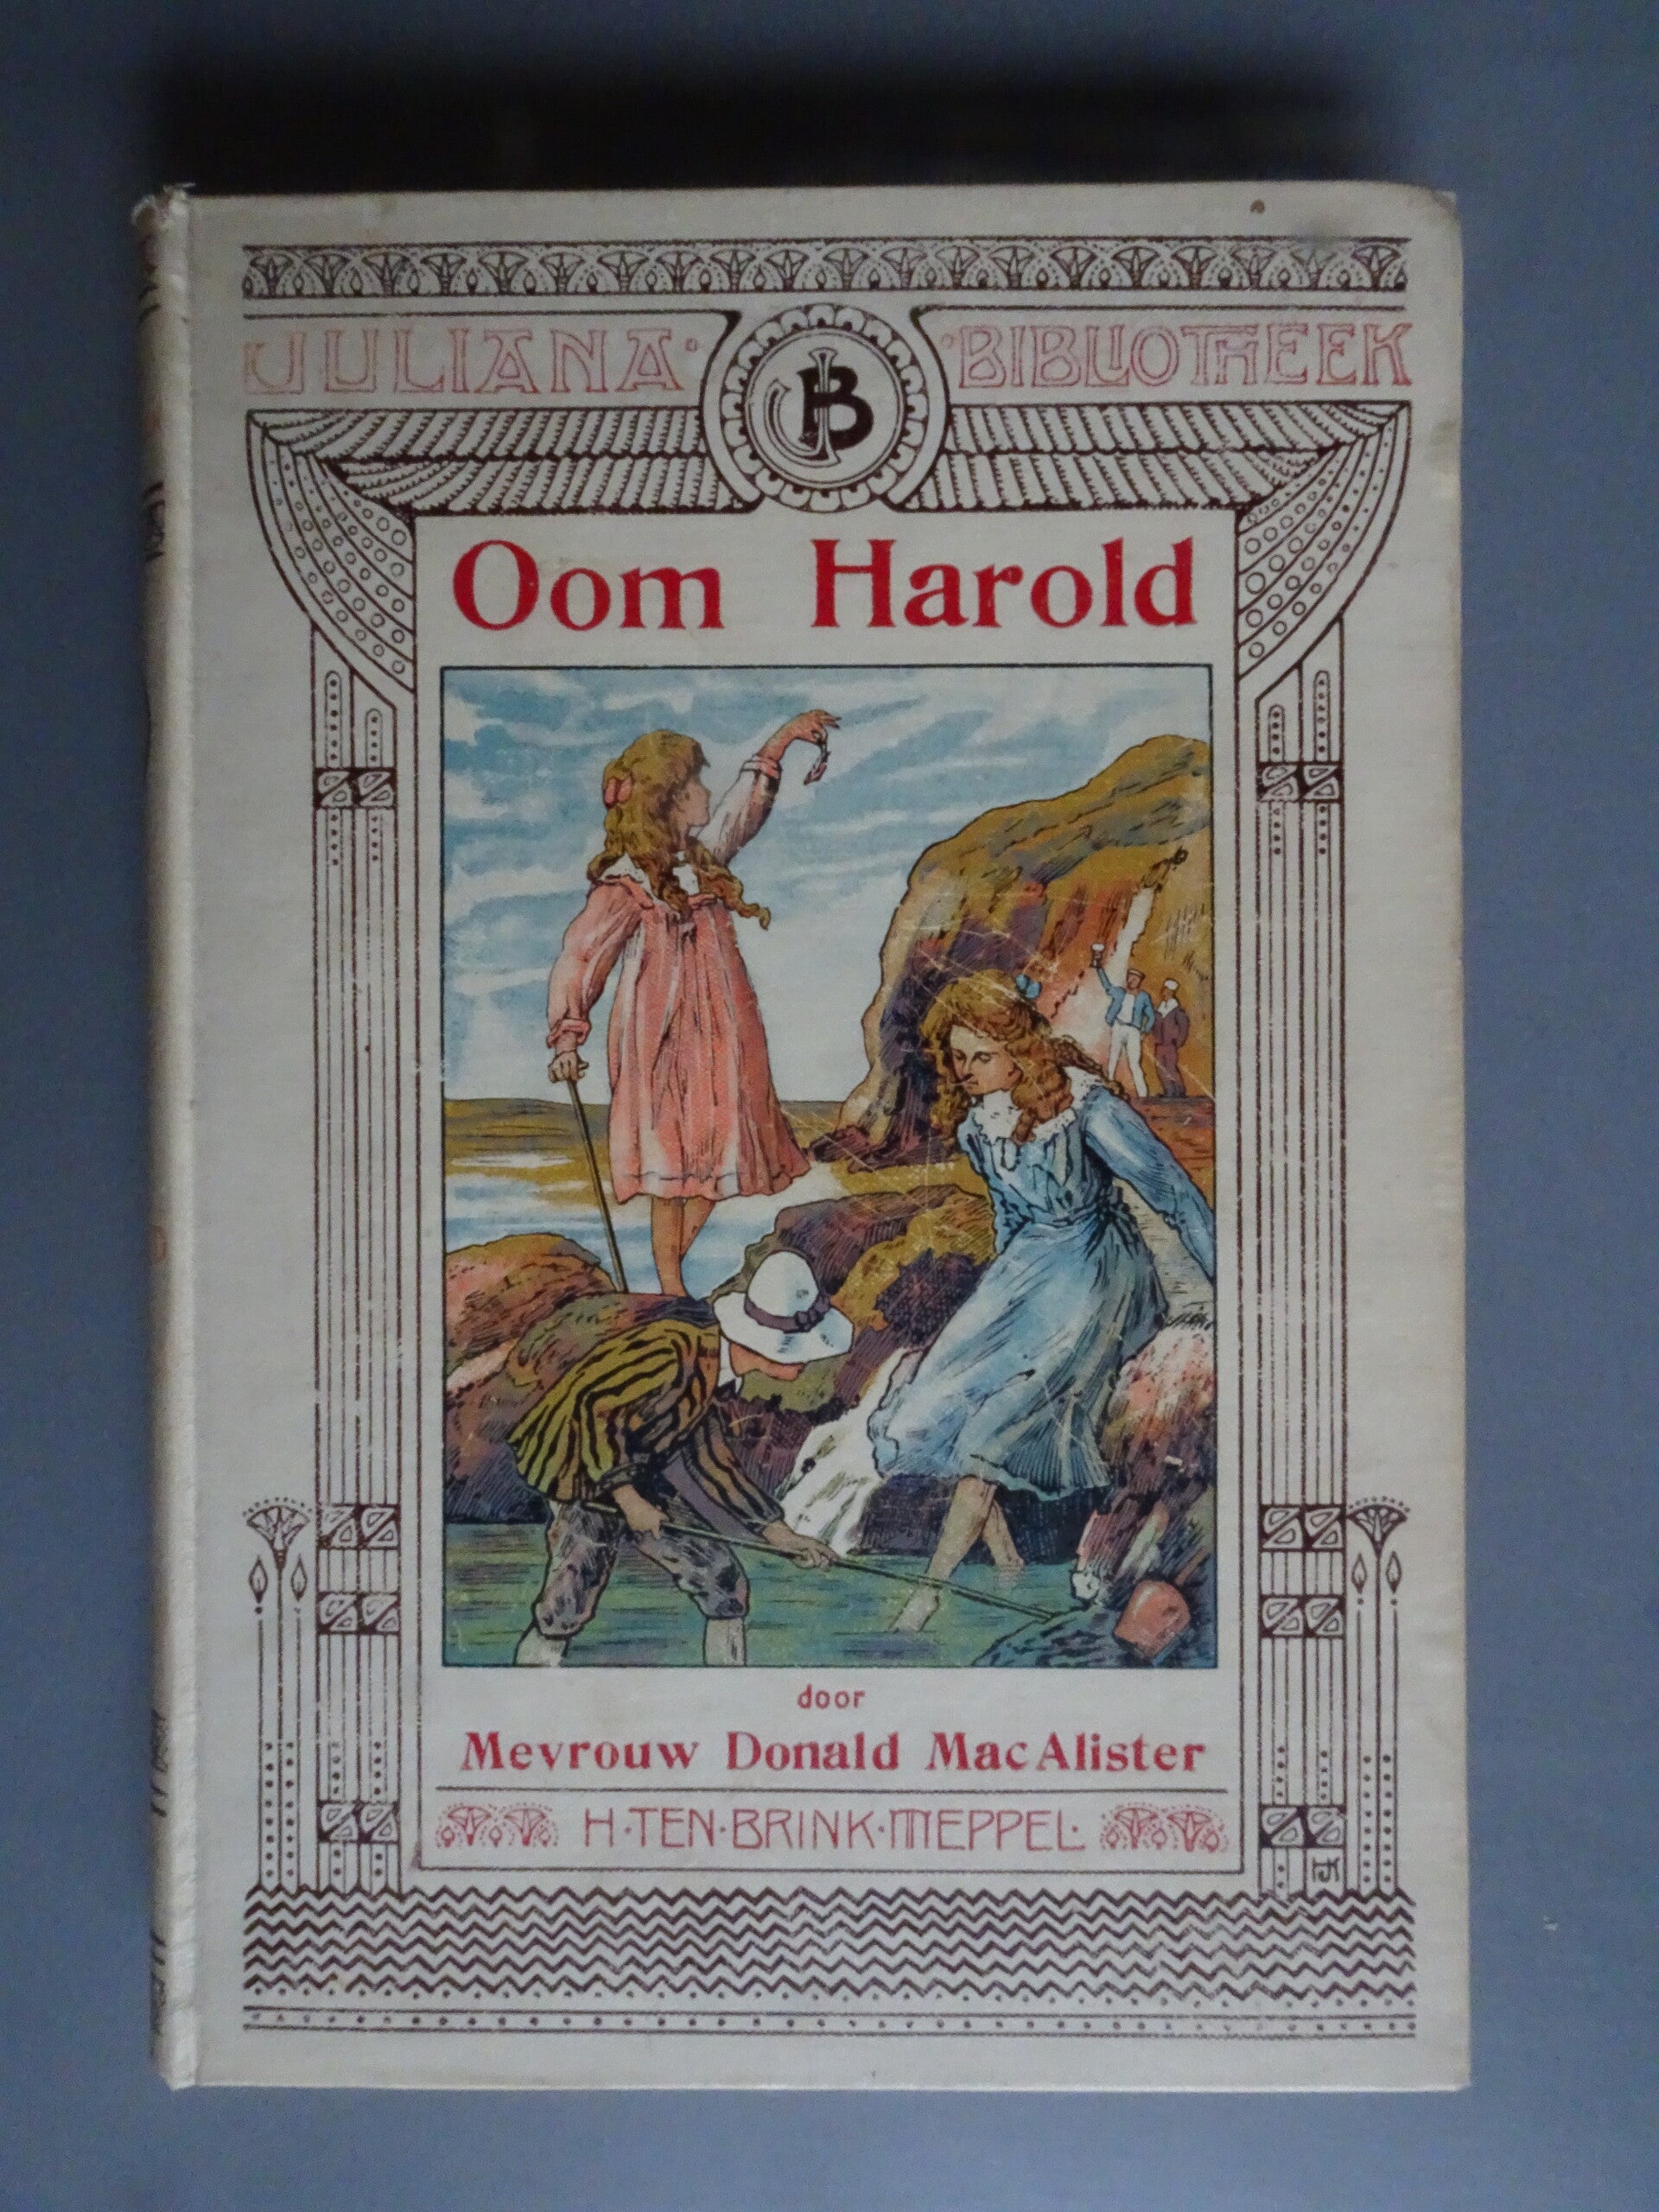 JULIANA · BIBLIOTHEEK
JB
Oom Harold
door
Mevrouw Donald MacAlister
H·TEN·BRINK·MEPPEL·